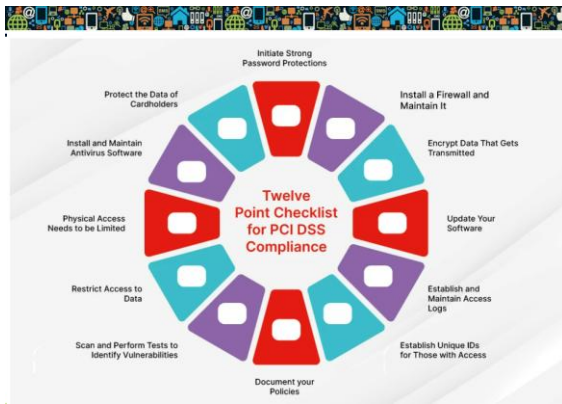 Initiate Strong
Password Protections
Install a Firewall and
Maintain It
Encrypt Data That Gets
Transmitted
Update Your
Software
Establish and
Maintain Access
Logs
Establish Unique IDs
for Those with Access
Document your
Policies
Scan and Perform Tests to
Identify Vulnerabilities
Restrict Access to
Data
Physical Access
Needs to be Limited
Install and Maintain
Antivirus Software
Protect the Data of
Cardholders
Twelve
Point Checklist
for PCI DSS
Compliance